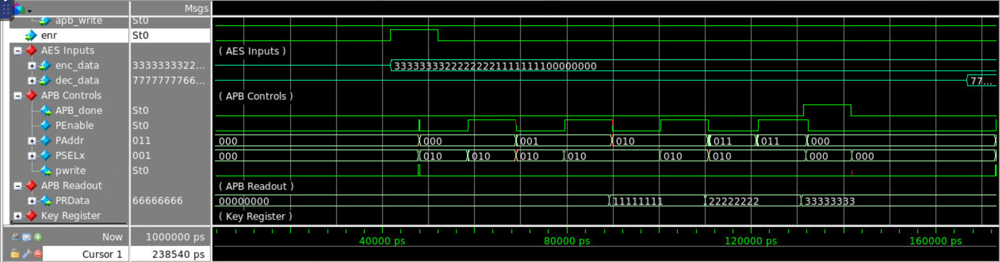 Msgs
apb_write St0
enr St0
AES Inputs ( AES Inputs )
enc_data 3333333322... 33333333222222221111111100000000
dec_data 7777777766... 77...
APB Controls ( APB Controls )
APB_done St0
PEnable St0
PAddr 011 000 000 001 010 011 011 000
PSELx 001 000 010 010 010 010 010 010 000 000
pwrite St0
APB Readout ( APB Readout )
PRData 66666666 00000000 11111111 22222222 33333333
Key Register ( Key Register )
Now 1000000 ps 40000 ps 80000 ps 120000 ps 160000 ps
Cursor 1 238540 ps